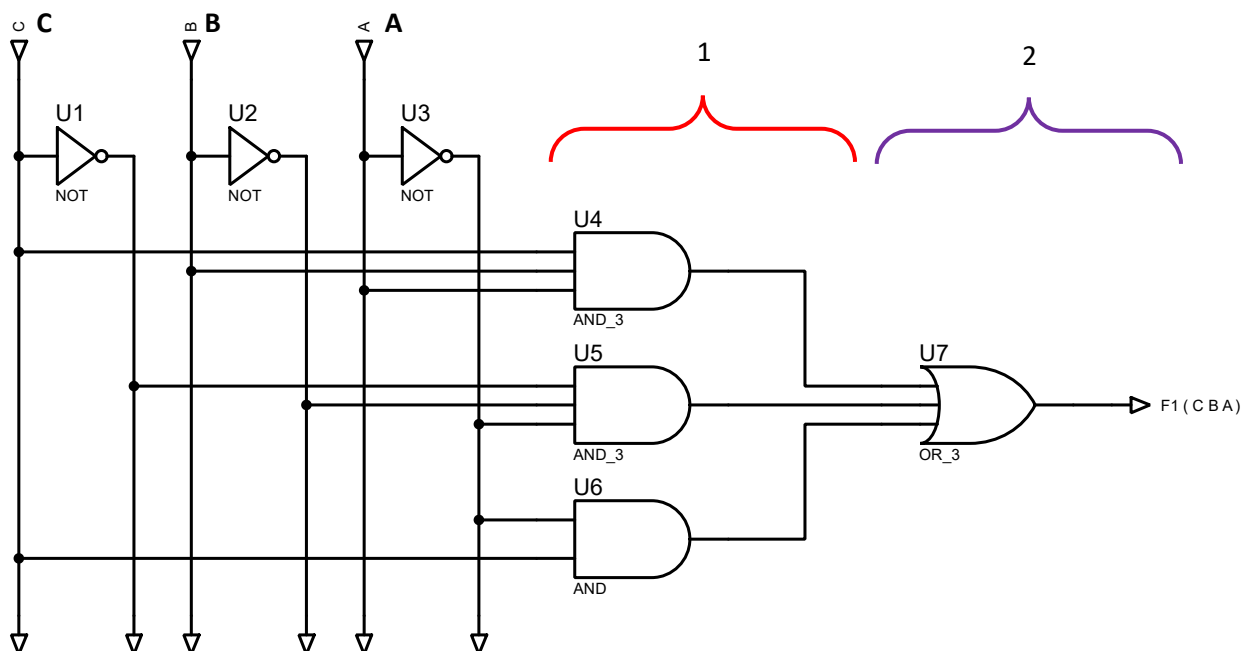 C C B B A A
1 2
U1 U2 U3
NOT NOT NOT
U4
AND_3
U5 U7
F1 ( C B A )
AND_3 OR_3
U6
AND